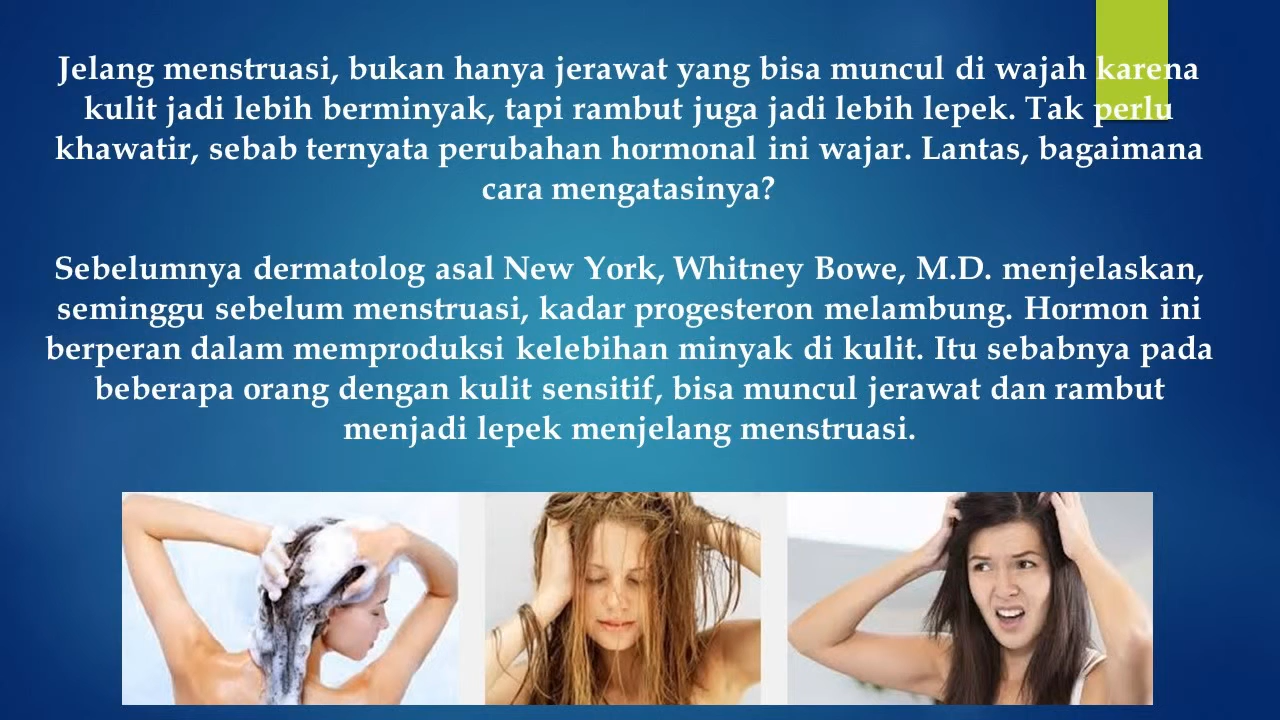 Jelang menstruasi, bukan hanya jerawat yang bisa muncul di wajah karena
kulit jadi lebih berminyak, tapi rambut juga jadi lebih lepek. Tak perlu
khawatir, sebab ternyata perubahan hormonal ini wajar. Lantas, bagaimana
cara mengatasinya?
Sebelumnya dermatolog asal New York, Whitney Bowe, M.D. menjelaskan,
seminggu sebelum menstruasi, kadar progesteron melambung. Hormon ini
berperan dalam memproduksi kelebihan minyak di kulit. Itu sebabnya pada
beberapa orang dengan kulit sensitif, bisa muncul jerawat dan rambut
menjadi lepek menjelang menstruasi.